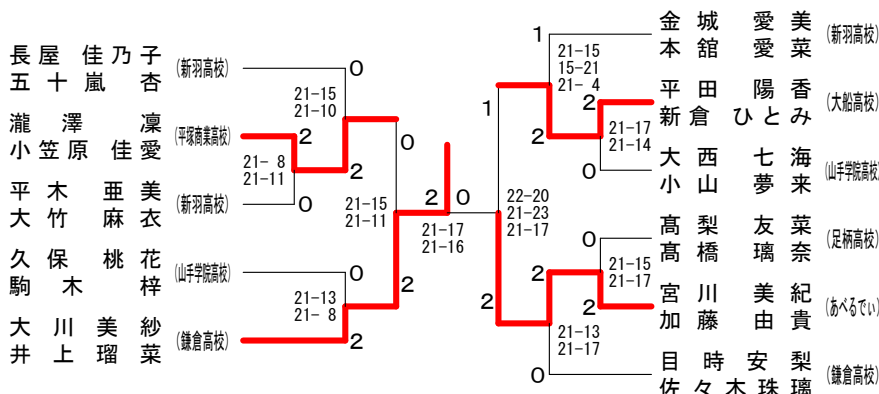 長屋 佳乃子
五十嵐 杏
(新羽高校)
0
21-15
21-10
瀧澤 凜
小笠原 佳愛
(平塚商業高校)
2
2
21- 8
21-11
平木 亜美
大竹 麻衣
(新羽高校)
0
0
21-15
21-11
久保 桃花
駒木 梓
(山手学院高校)
0
21-13
21- 8
大川 美紗
井上 瑠菜
(鎌倉高校)
2
2
2
0
21-17
21-16
金城 愛美
本舘 愛菜
(新羽高校)
1
21-15
15-21
21- 4
平田 陽香
新倉 ひとみ
(大船高校)
2
2
21-17
21-14
大西 七海
小山 夢来
(山手学院高校)
0
1
22-20
21-23
21-17
髙梨 友菜
髙橋 璃奈
(足柄高校)
0
21-15
21-17
宮川 美紀
加藤 由貴
(あべるでぃ)
2
2
2
21-13
21-17
目時 安梨
佐々木 珠璃
(鎌倉高校)
0